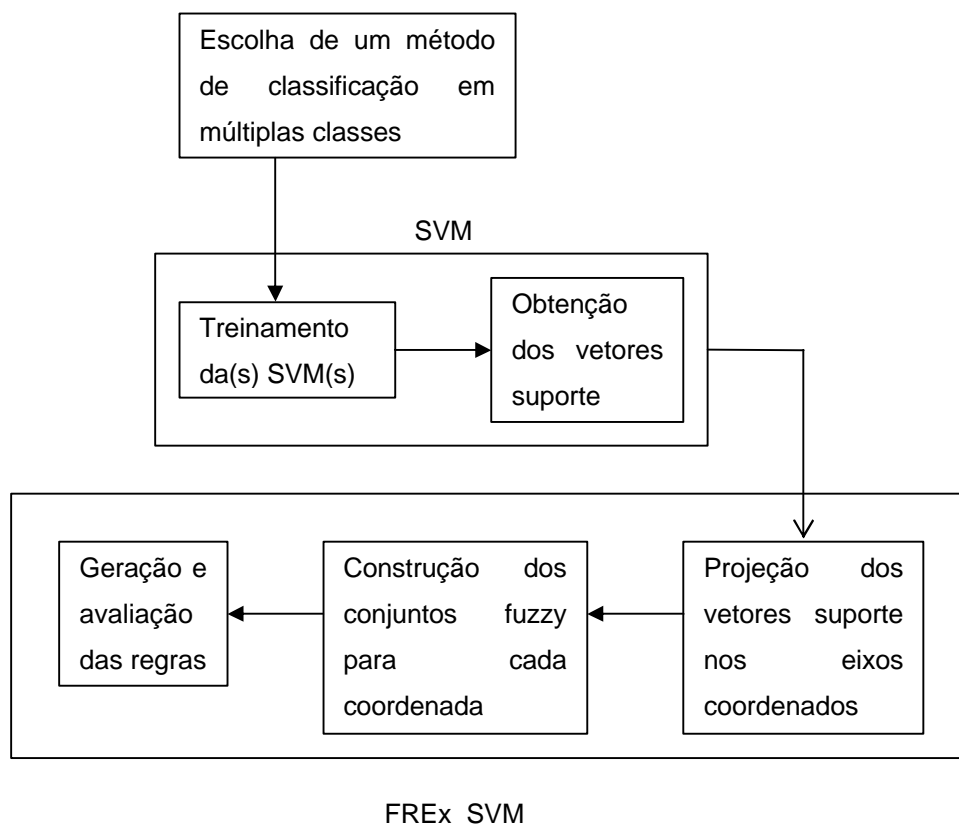 Escolha de um método
de classificação em
múltiplas classes
SVM
Treinamento
da(s) SVM(s)
Obtenção
dos vetores
suporte
Geração e
avaliação
das regras
Construção dos
conjuntos fuzzy
para cada
coordenada
Projeção dos
vetores suporte
nos eixos
coordenados
FREx SVM